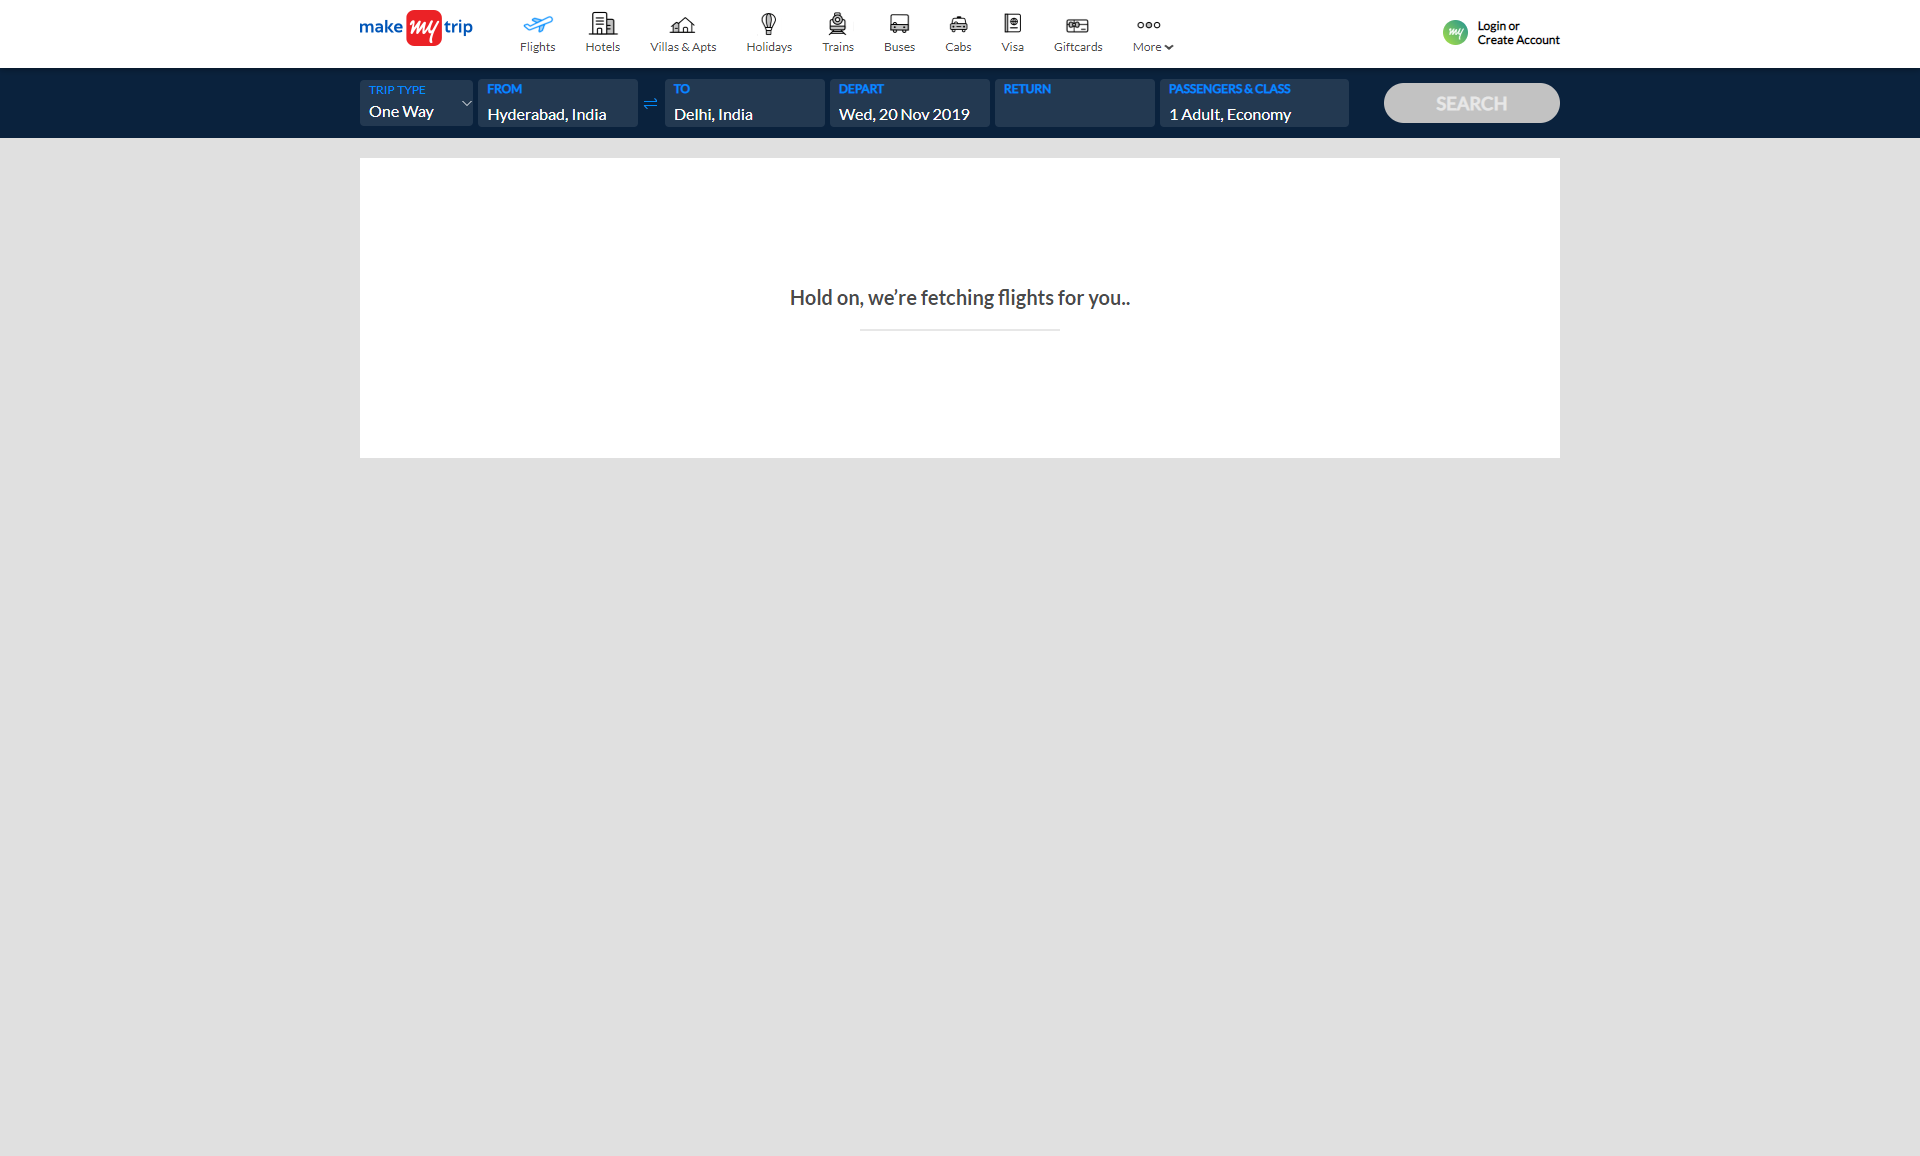 make my trip
Flights
Hotels
Villas & Apts
Holidays
Trains
Buses
Cabs
Visa
Giftcards
More
my
Login or
Create Account
TRIP TYPE
One Way
FROM
Hyderabad, India
TO
Delhi, India
DEPART
Wed, 20 Nov 2019
RETURN
PASSENGERS & CLASS
1 Adult, Economy
SEARCH
Hold on, we’re fetching flights for you..